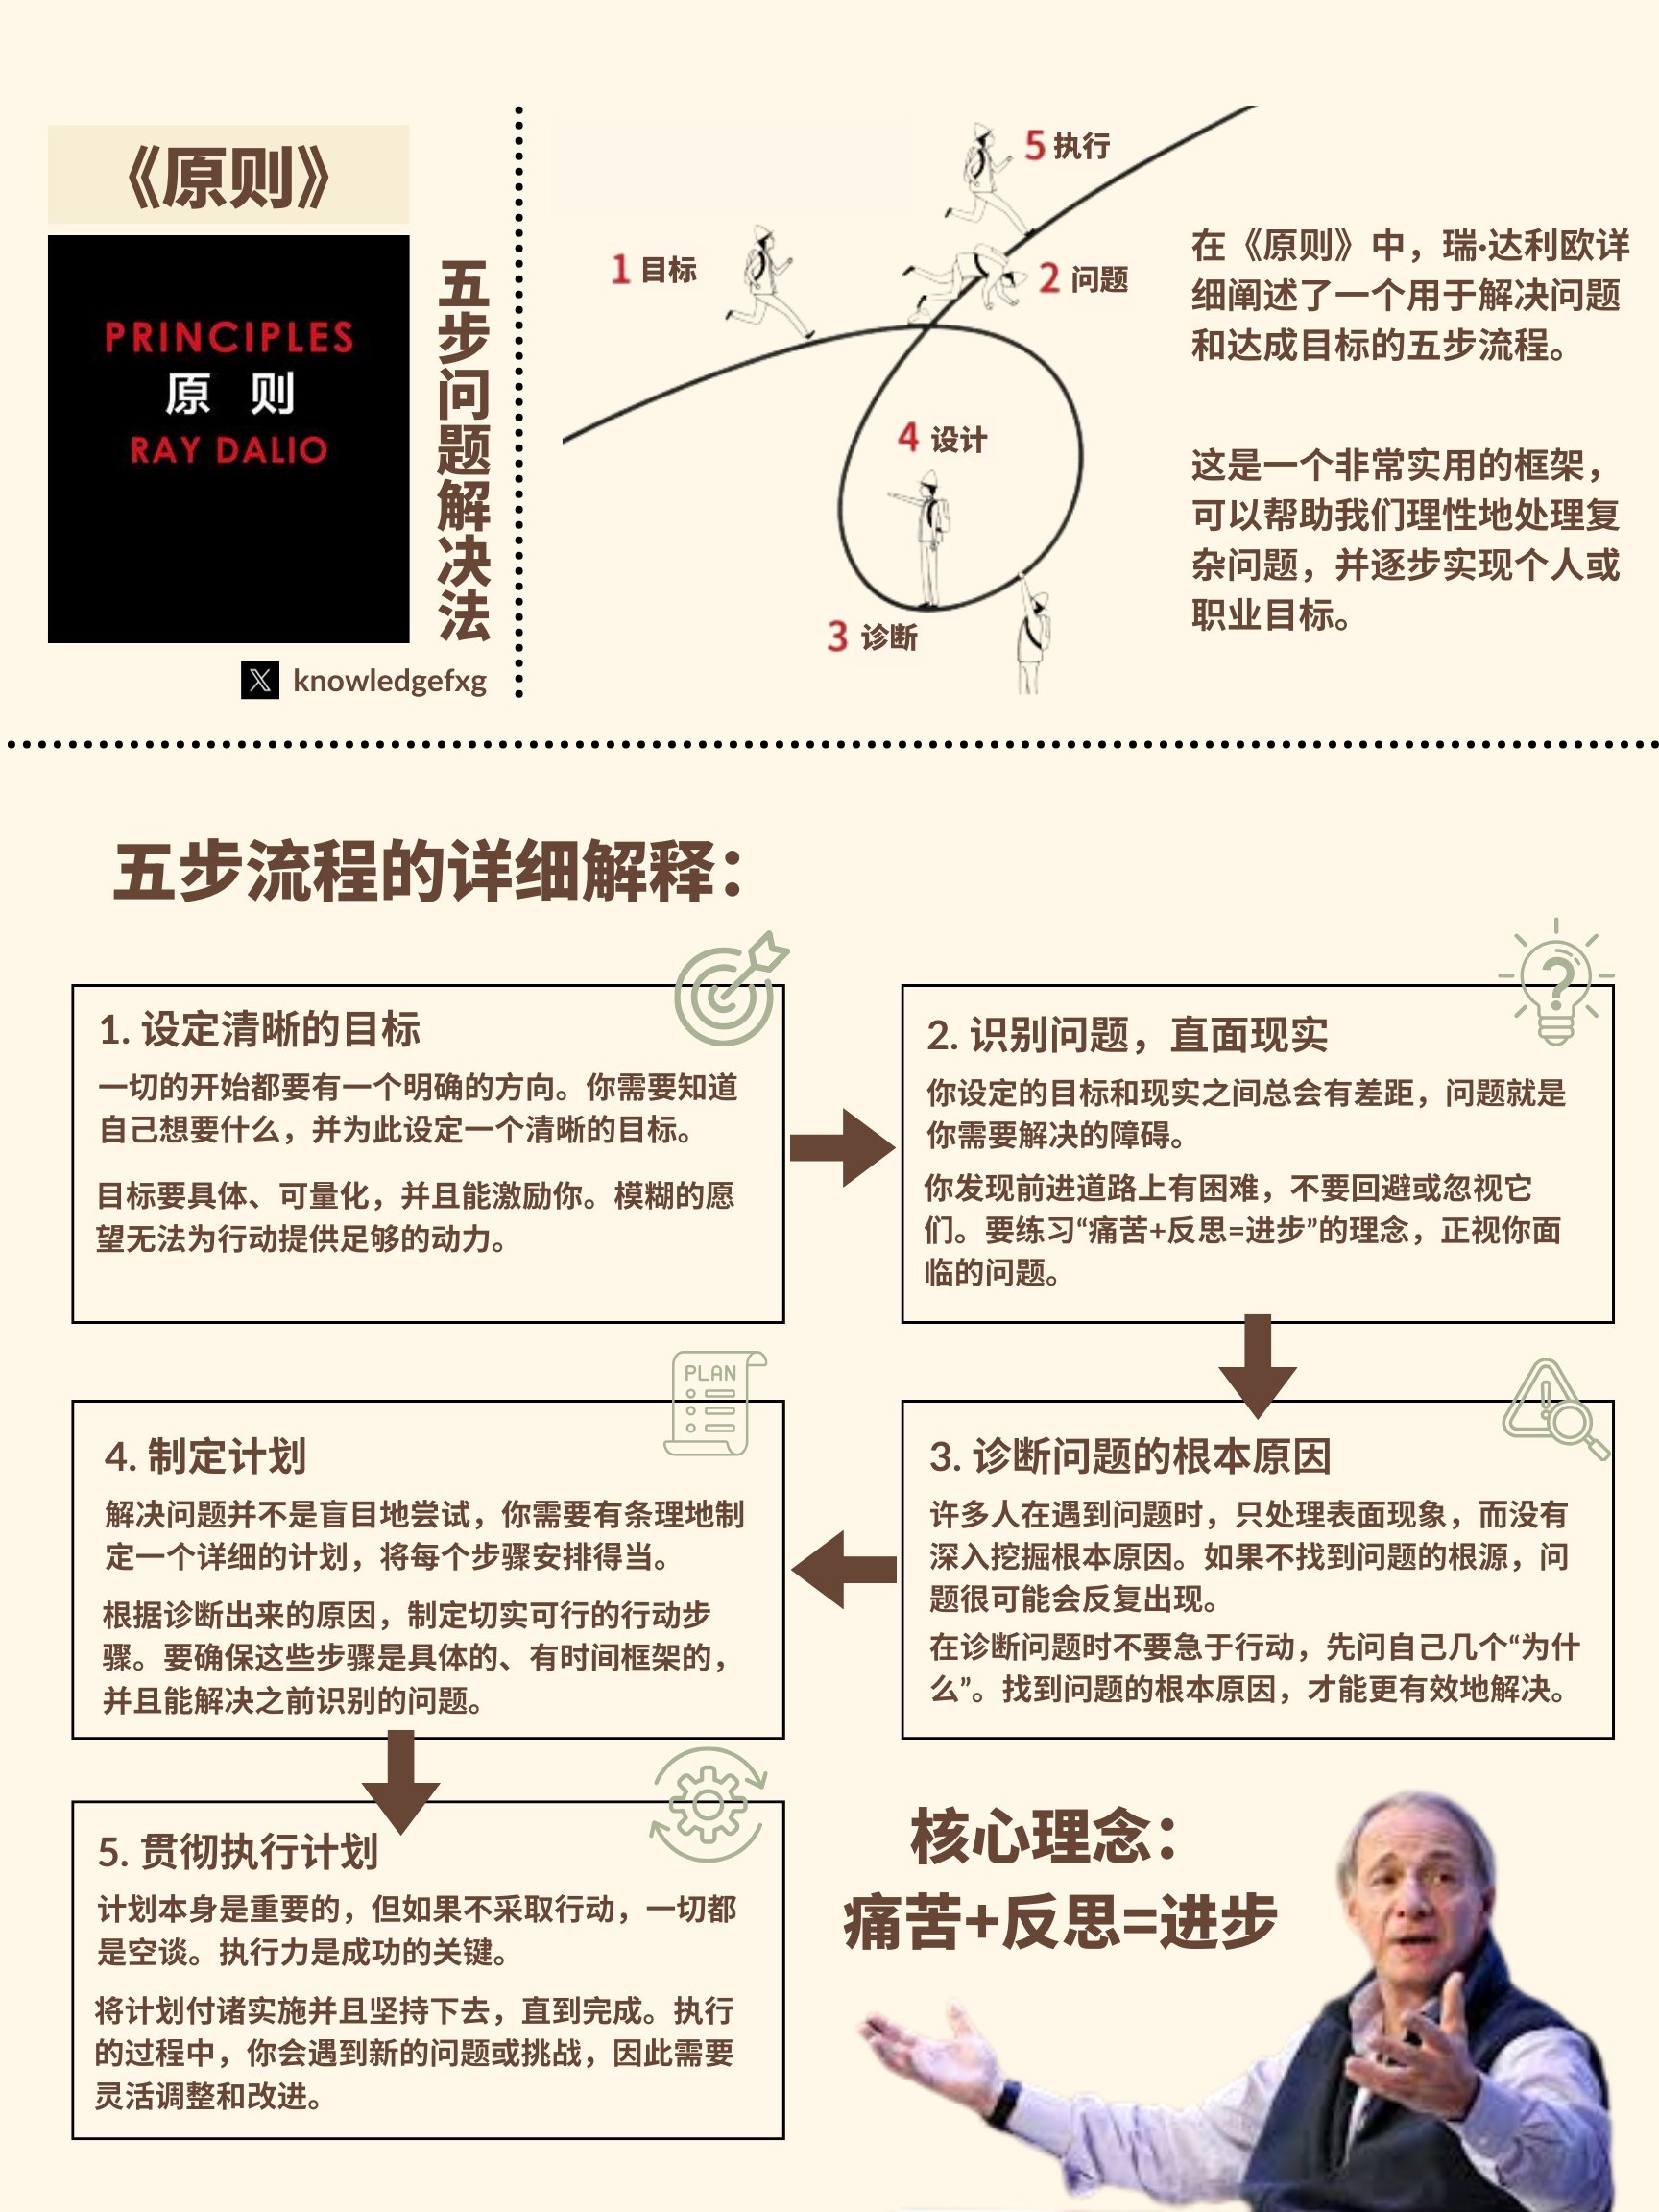 《原则》
PRINCIPLES
原 则
RAY DALIO
五步问题解决法
𝕏 knowledgefxg
5 执行
1 目标
2 问题
4 设计
3 诊断
在《原则》中，瑞·达利欧详
细阐述了一个用于解决问题
和达成目标的五步流程。
这是一个非常实用的框架，
可以帮助我们理性地处理复
杂问题，并逐步实现个人或
职业目标。
五步流程的详细解释：
1. 设定清晰的目标
一切的开始都要有一个明确的方向。你需要知道
自己想要什么，并为此设定一个清晰的目标。
目标要具体、可量化，并且能激励你。模糊的愿
望无法为行动提供足够的动力。
2. 识别问题，直面现实
你设定的目标和现实之间总会有差距，问题就是
你需要解决的障碍。
你发现前进道路上有困难，不要回避或忽视它
们。要练习“痛苦+反思=进步”的理念，正视你面
临的问题。
3. 诊断问题的根本原因
许多人在遇到问题时，只处理表面现象，而没有
深入挖掘根本原因。如果不找到问题的根源，问
题很可能会反复出现。
在诊断问题时不要急于行动，先问自己几个“为什
么”。找到问题的根本原因，才能更有效地解决。
PLAN
4. 制定计划
解决问题并不是盲目地尝试，你需要有条理地制
定一个详细的计划，将每个步骤安排得当。
根据诊断出来的原因，制定切实可行的行动步
骤。要确保这些步骤是具体的、有时间框架的，
并且能解决之前识别的问题。
5. 贯彻执行计划
计划本身是重要的，但如果不采取行动，一切都
是空谈。执行力是成功的关键。
将计划付诸实施并且坚持下去，直到完成。执行
的过程中，你会遇到新的问题或挑战，因此需要
灵活调整和改进。
核心理念：
痛苦+反思=进步